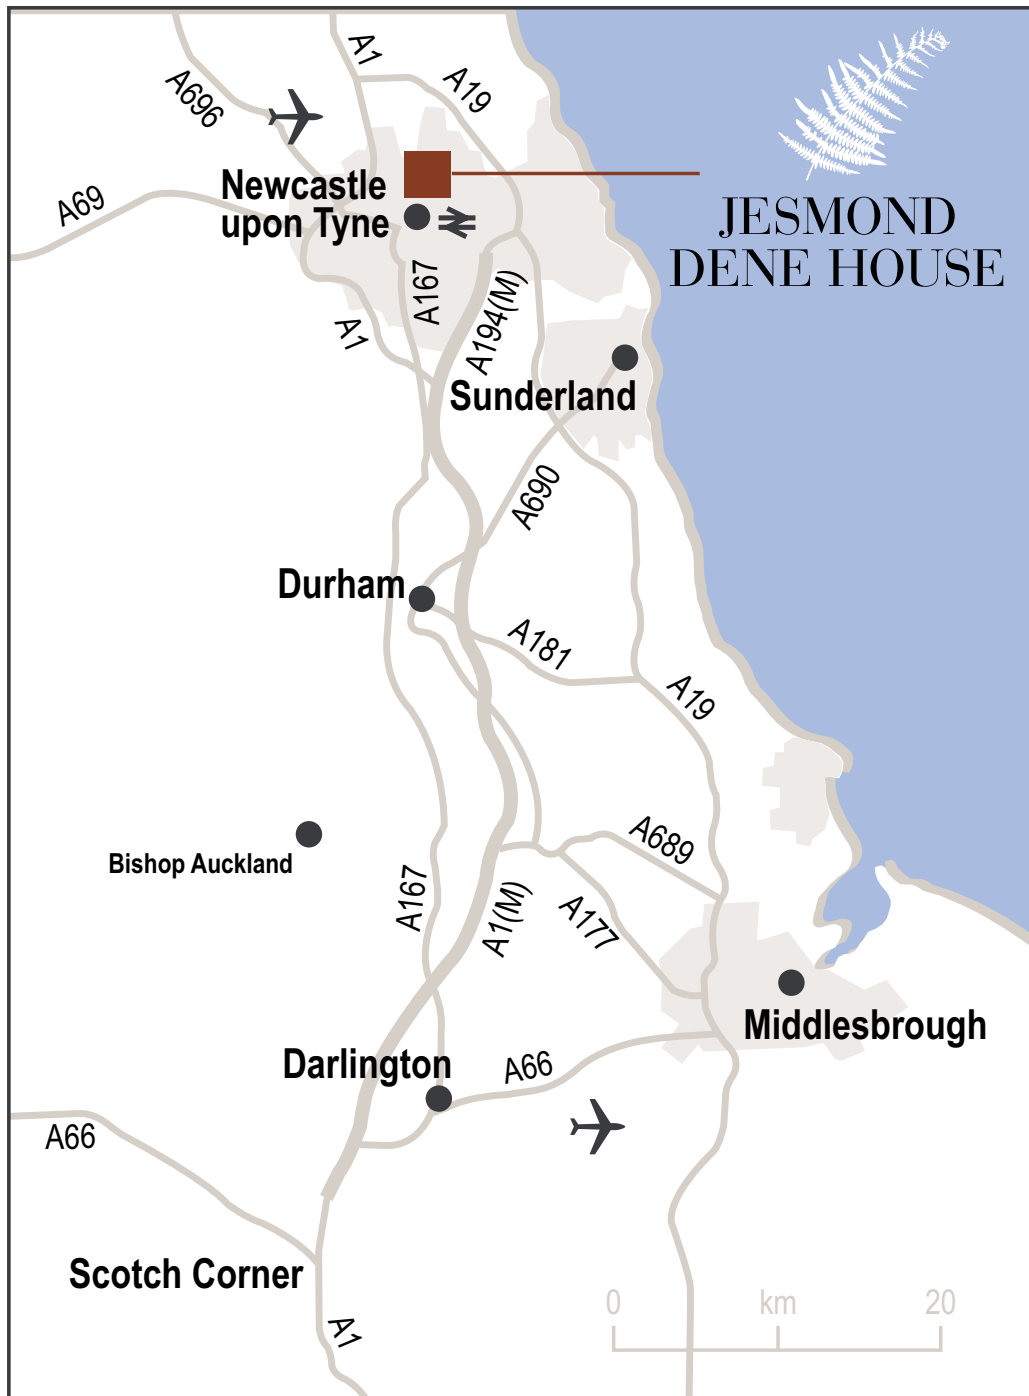 A1
A19
A696
A69
Newcastle
upon Tyne
JESMOND
DENE HOUSE
A167
A1
A194(M)
Sunderland
A690
Durham
A181
A19
A689
Bishop Auckland
A167
A1(M)
A177
Middlesbrough
Darlington
A66
A66
Scotch Corner
0 km 20
A1